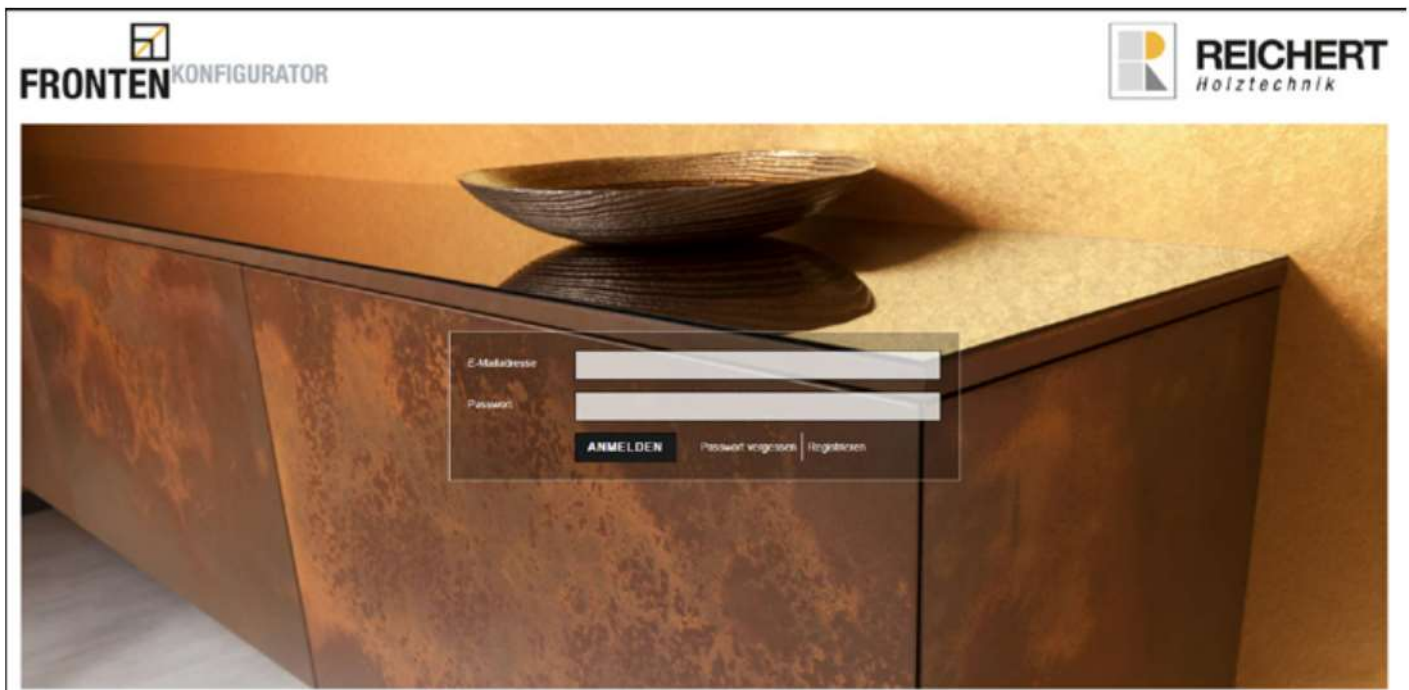 FRONTEN KONFIGURATOR
REICHERT
Holztechnik
E-Mailadresse
Passwort
ANMELDEN Passwort vergessen | Registrieren